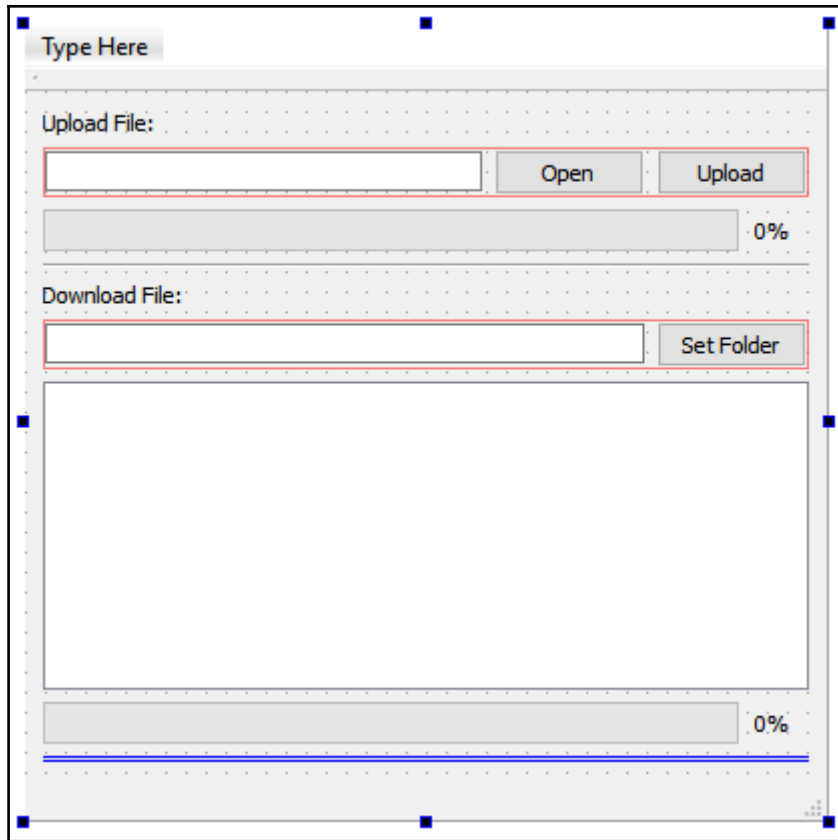 Type Here
Upload File:
Open Upload
0%
Download File:
Set Folder
0%